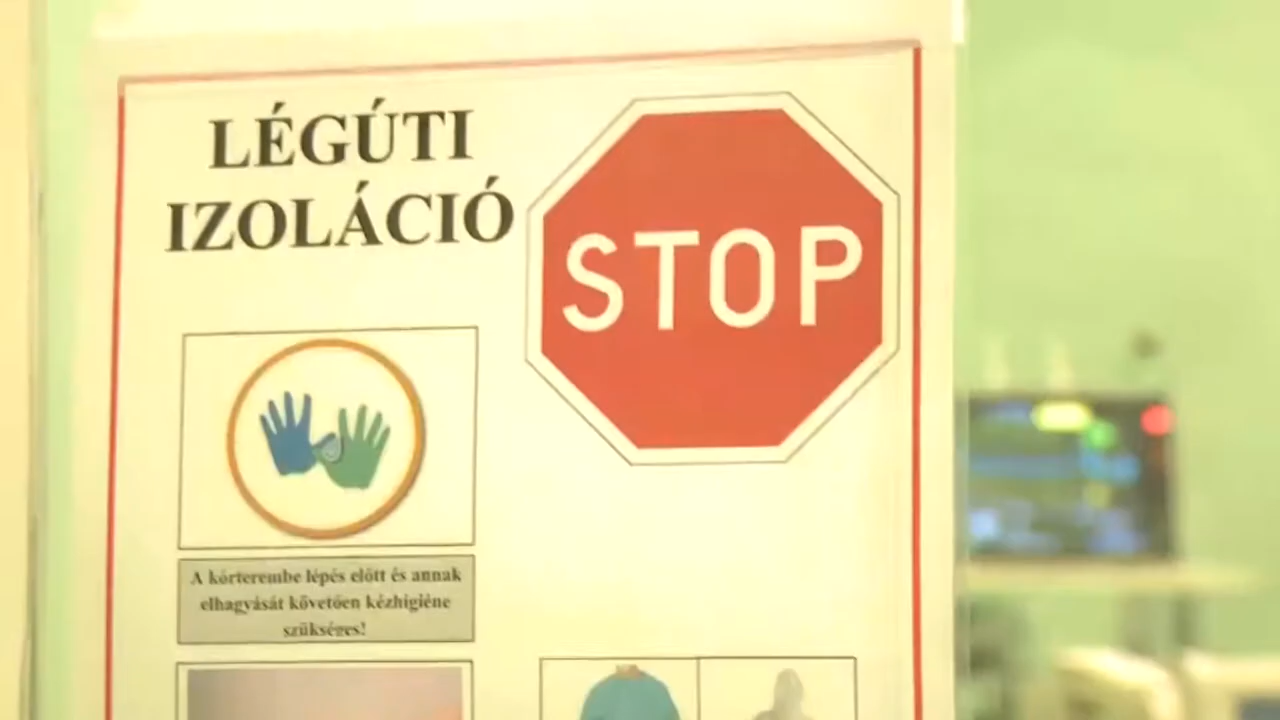 LÉGÚTI
IZOLÁCIÓ
STOP
A kórterembe lépés előtt és annak
elhagyását követően kézhigiéne
szükséges!